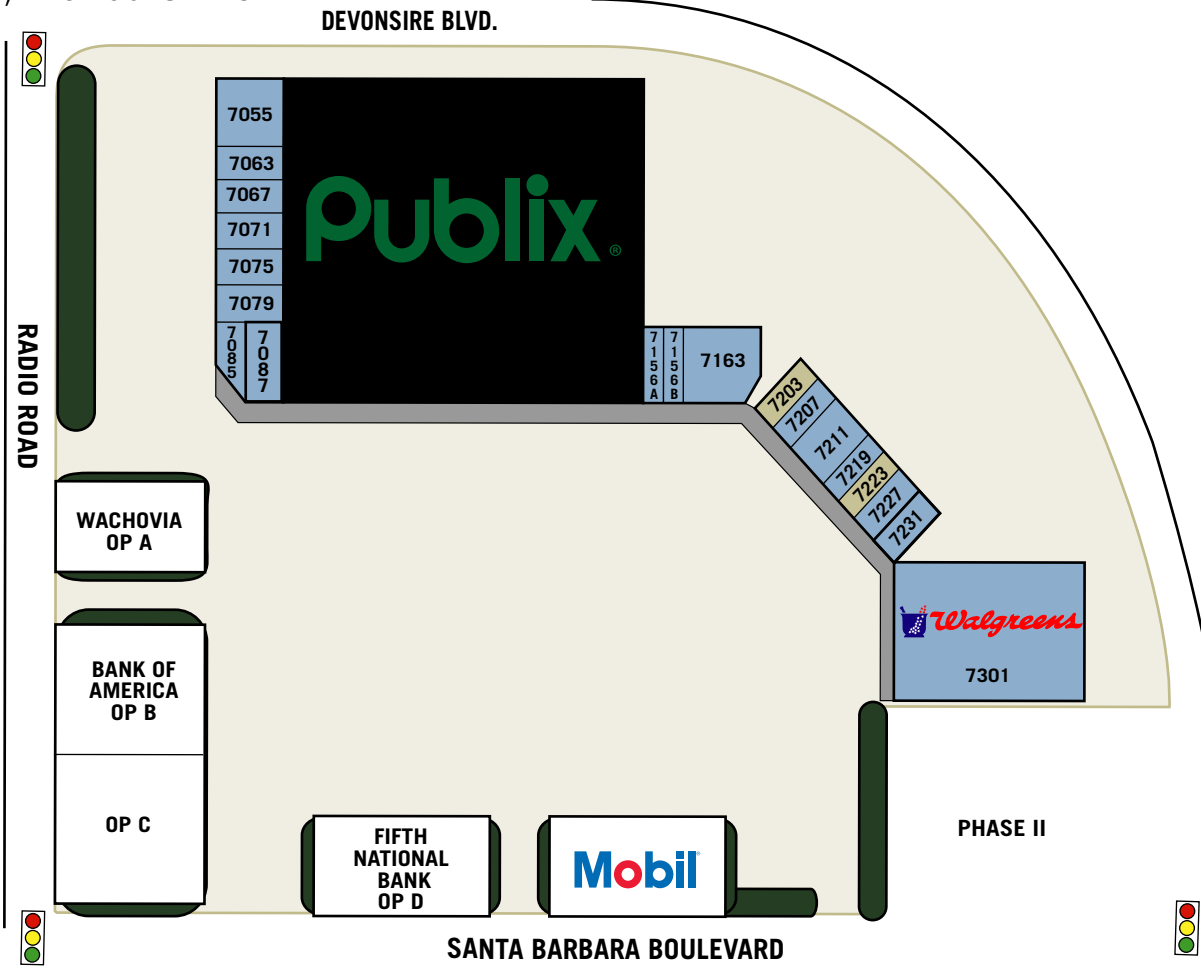 DEVONSIRE BLVD.
7055
7063
7067
7071
7075
7079
7085
7087
Publix®
7156A
7156B
7163
7203
7207
7211
7219
7223
7227
7231
Walgreens
7301
RADIO ROAD
WACHOVIA
OP A
BANK OF
AMERICA
OP B
OP C
FIFTH
NATIONAL
BANK
OP D
Mobil
PHASE II
SANTA BARBARA BOULEVARD